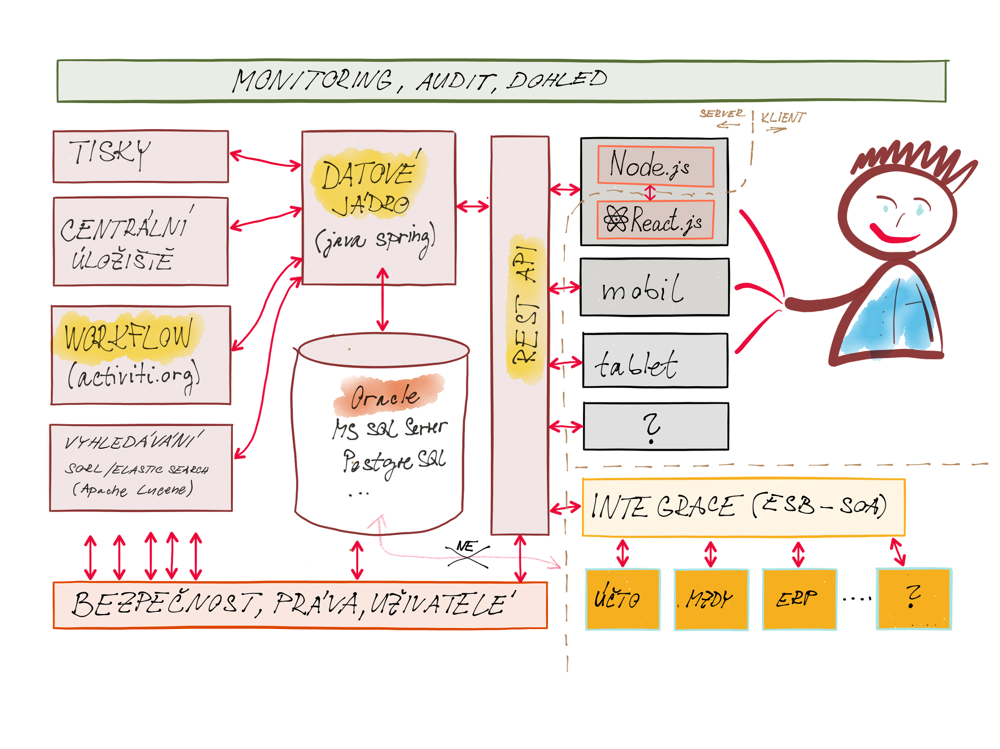 MONITORING, AUDIT, DOHLED
SERVER
KLIENT
TISKY
CENTRÁLNÍ
ÚLOŽIŠTĚ
WORKFLOW
(activiti.org)
VYHLEDÁVÁNÍ
SORL/ELASTIC SEARCH
(Apache Lucene)
DATOVÉ
JÁDRO
(java spring)
Oracle
MS SQL Server
PostgreSQL
...
REST API
Node.js
React.js
mobil
tablet
?
INTEGRACE (ESB - SOA)
NE
BEZPEČNOST, PRÁVA, UŽIVATELÉ
ÚČTO
MZDY
ERP
....
?